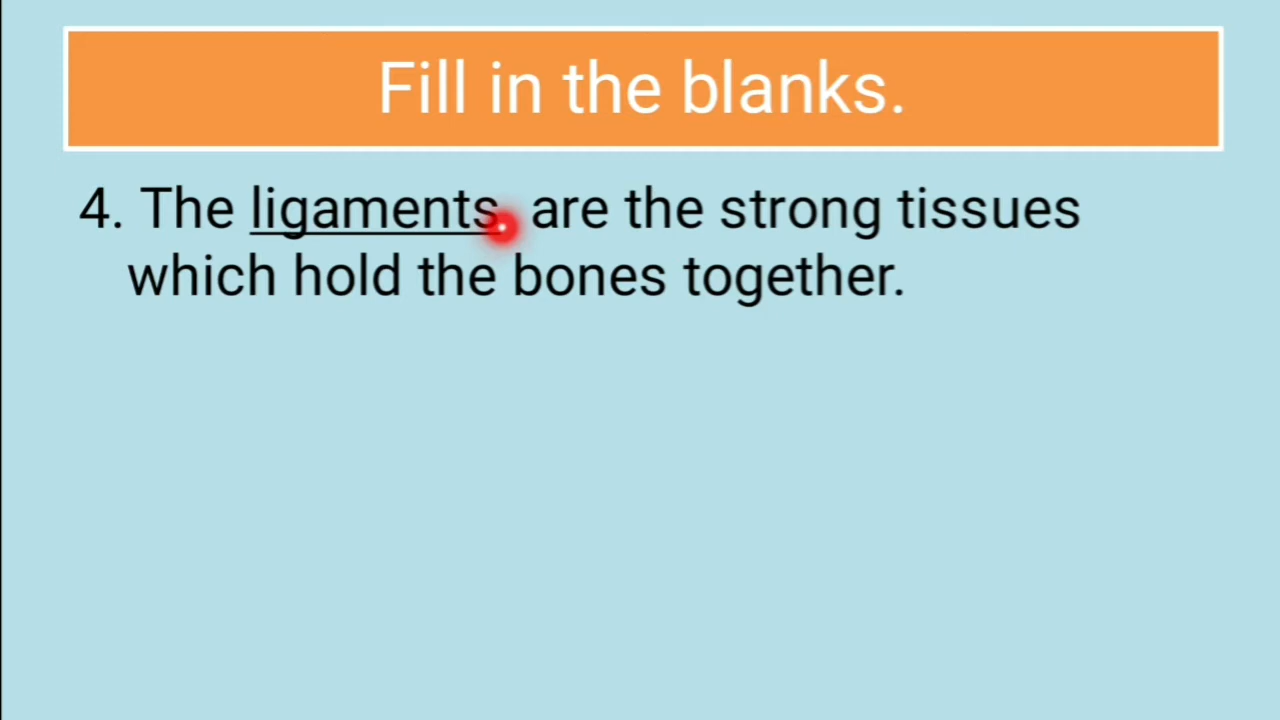 Fill in the blanks.
4. The ligaments are the strong tissues
which hold the bones together.